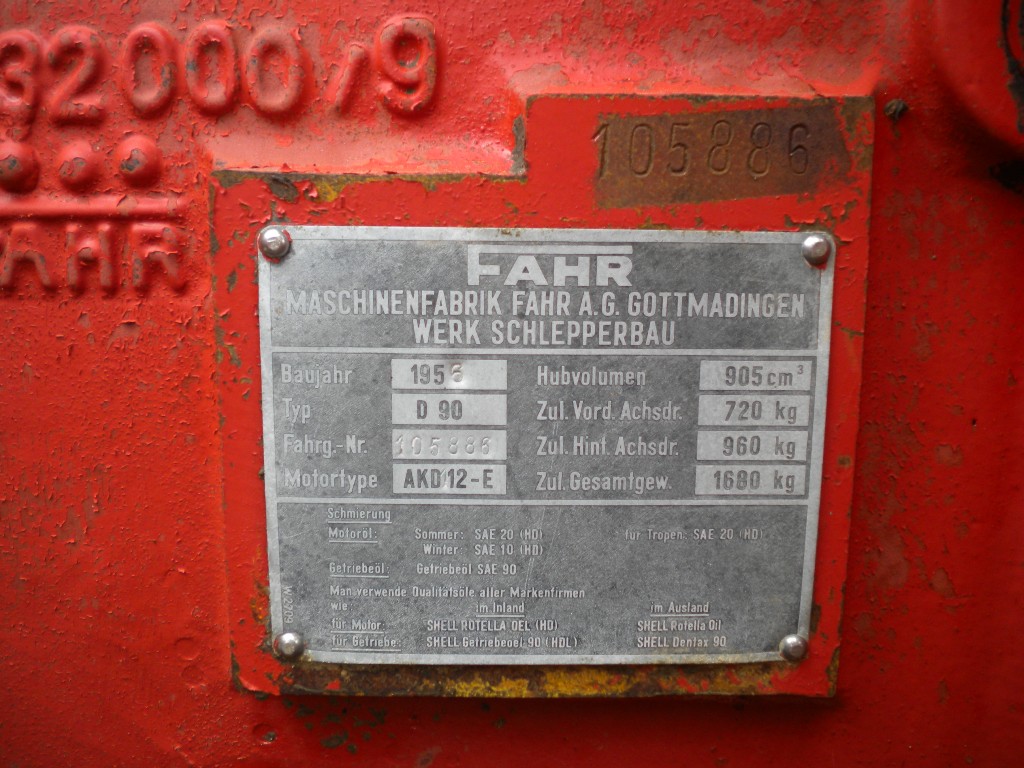 32000/9
105886
AHR
FAHR
MASCHINENFABRIK FAHR A.G. GOTTMADINGEN
WERK SCHLEPPERBAU
Baujahr 1956 Hubvolumen 905 cm³
Typ D 90 Zul. Vord. Achsdr. 720 kg
Fahrg.-Nr. 105886 Zul. Hint. Achsdr. 960 kg
Motortype AKD 12-E Zul. Gesamtgew. 1680 kg
Schmierung
Motoröl: Sommer: SAE 20 (HD) für Tropen: SAE 20 (HD)
Winter SAE 10 (HD)
Getriebeöl: Getriebeöl SAE 90
Man verwende Qualitätsöle aller Markenfirmen
wie im Inland im Ausland
für Motor: SHELL ROTELLA OEL (HD) SHELL Rotella Oil
für Getriebe: SHELL Getriebeoel 90 (HDL) SHELL Dentax 90
W 2709